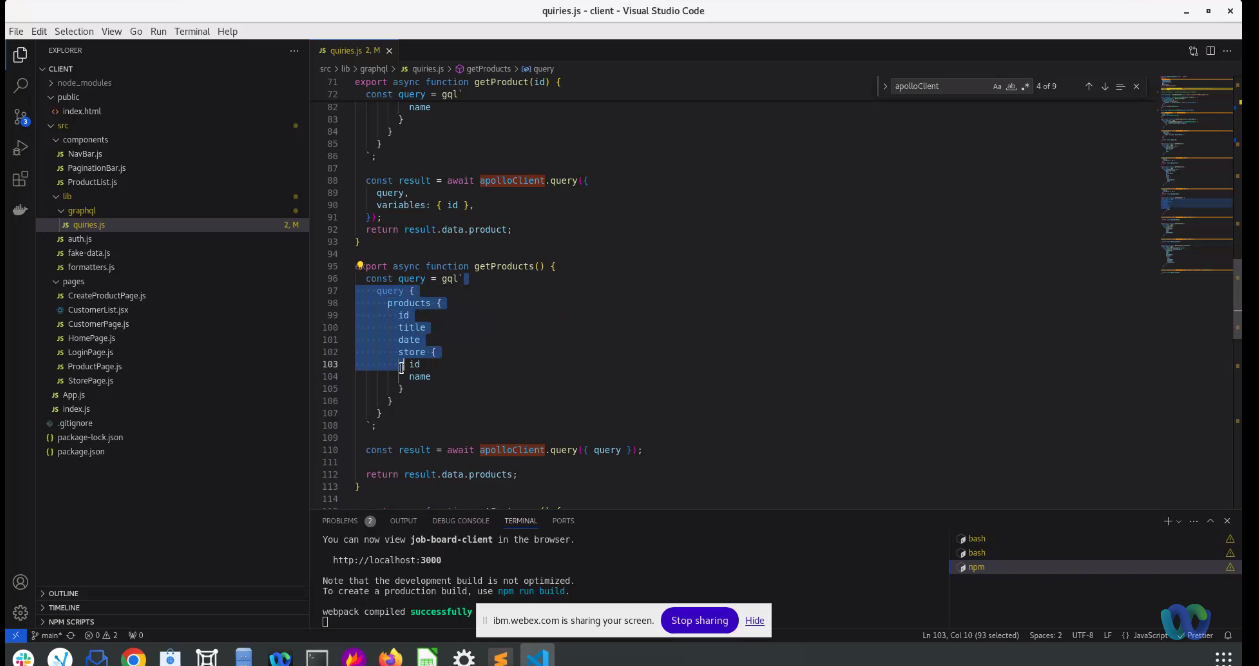 quiries.js - client - Visual Studio Code
File Edit Selection View Go Run Terminal Help
EXPLORER
CLIENT
node_modules
public
index.html
src
components
NavBar.js
PaginationBar.js
ProductList.js
lib
graphql
quiries.js 2, M
auth.js
fake-data.js
formatters.js
pages
CreateProductPage.js
CustomerList.jsx
CustomerPage.js
HomePage.js
LoginPage.js
ProductPage.js
StorePage.js
App.js
index.js
.gitignore
package-lock.json
package.json
OUTLINE
TIMELINE
NPM SCRIPTS
quiries.js 2, M
src > lib > graphql > quiries.js > getProducts > query
apolloClient Aa ab 4 of 9
71 export async function getProduct(id) {
72 const query = gql`
82 name
83 }
84 }
85 }
86 `;
87
88 const result = await apolloClient.query({
89 query,
90 variables: { id },
91 });
92 return result.data.product;
93 }
94
95 export async function getProducts() {
96 const query = gql`
97 query {
98 products {
99 id
100 title
101 date
102 store {
103 id
104 name
105 }
106 }
107 }
108 `;
109
110 const result = await apolloClient.query({ query });
111
112 return result.data.products;
113 }
114
PROBLEMS 2 OUTPUT DEBUG CONSOLE TERMINAL PORTS
You can now view job-board-client in the browser.
http://localhost:3000
Note that the development build is not optimized.
To create a production build, use npm run build.
webpack compiled successfully
bash
bash
npm
ibm.webex.com is sharing your screen. Stop sharing Hide
main* 0 2 0 Ln 103, Col 10 (93 selected) Spaces: 2 UTF-8 LF JavaScript Prettier